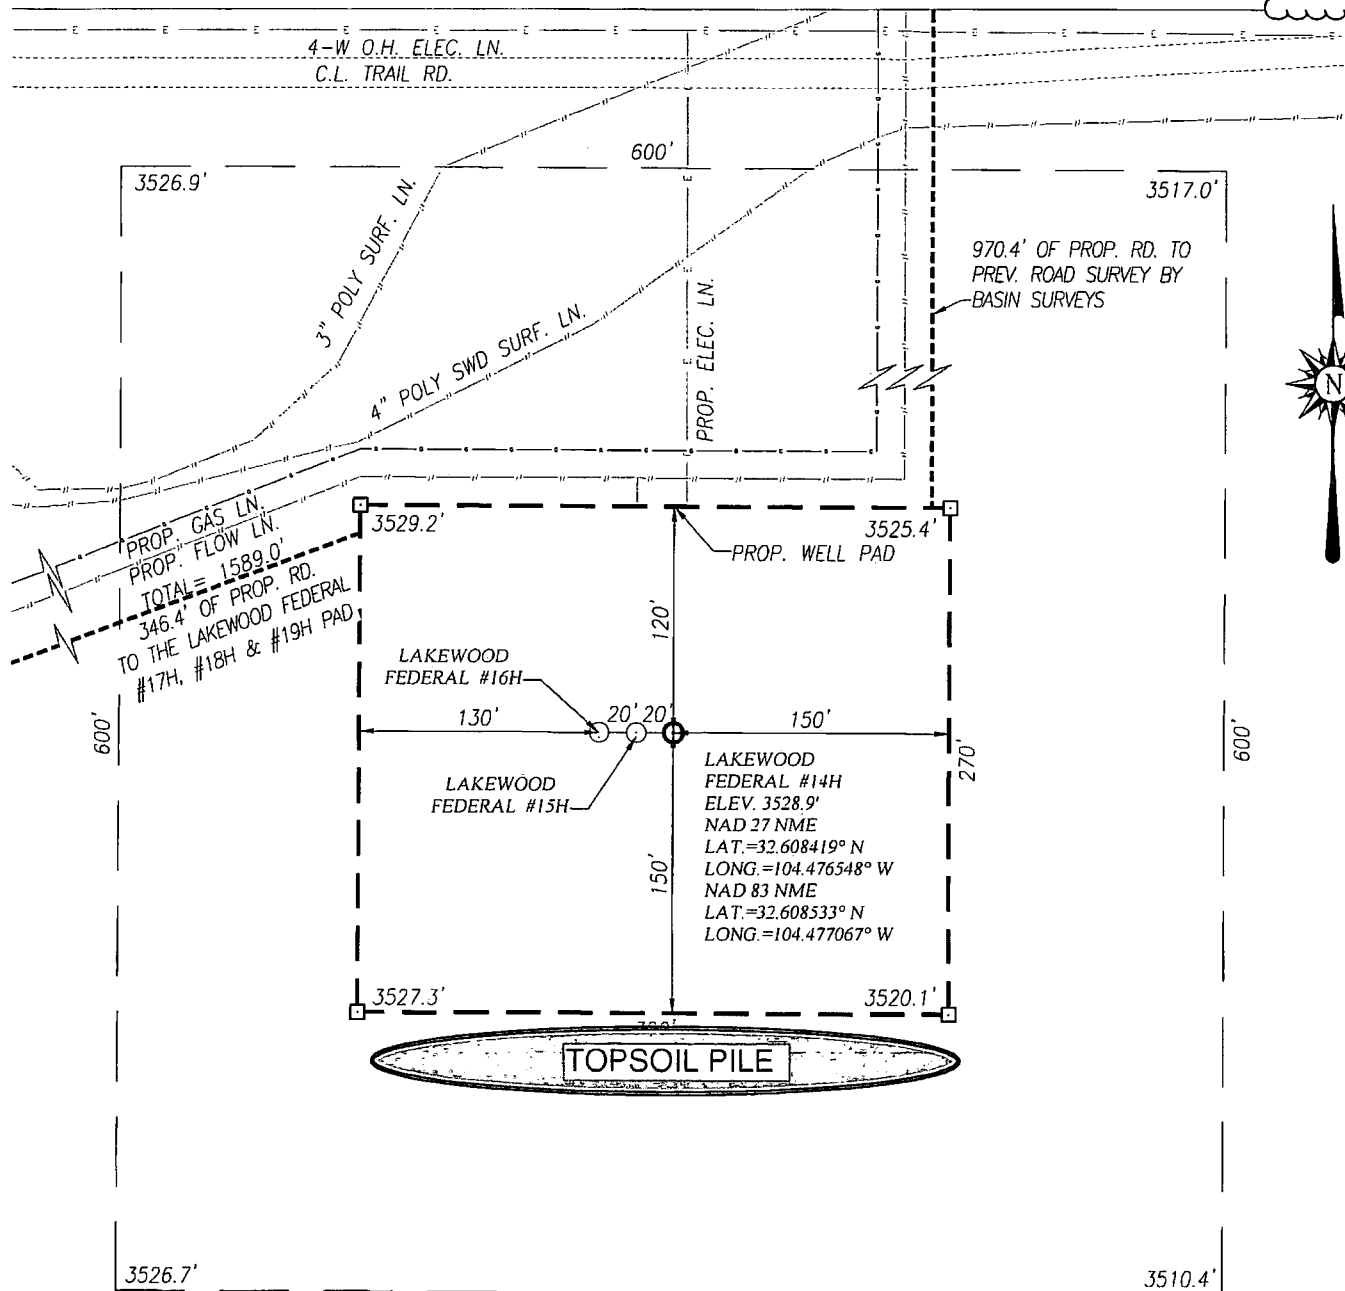 4-W O.H. ELEC. LN.
C.L. TRAIL RD.
600'
3526.9'
3517.0'
3" POLY SURF. LN.
970.4' OF PROP. RD. TO
PREV. ROAD SURVEY BY
BASIN SURVEYS
4" POLY SWD SURF. LN.
PROP. ELEC. LN.
N
PROP. GAS LN.
PROP. FLOW LN.
TOTAL= 1589.0'
346.4' OF PROP. RD.
TO THE LAKEWOOD FEDERAL
#17H, #18H & #19H PAD
3529.2'
3525.4'
PROP. WELL PAD
120'
LAKEWOOD
FEDERAL #16H
130'
20' 20'
150'
600'
270'
600'
LAKEWOOD
FEDERAL #15H
LAKEWOOD
FEDERAL #14H
ELEV. 3528.9'
NAD 27 NME
LAT.=32.608419° N
LONG.=104.476548° W
NAD 83 NME
LAT.=32.608533° N
LONG.=104.477067° W
150'
3527.3'
3520.1'
TOPSOIL PILE
3526.7'
3510.4'